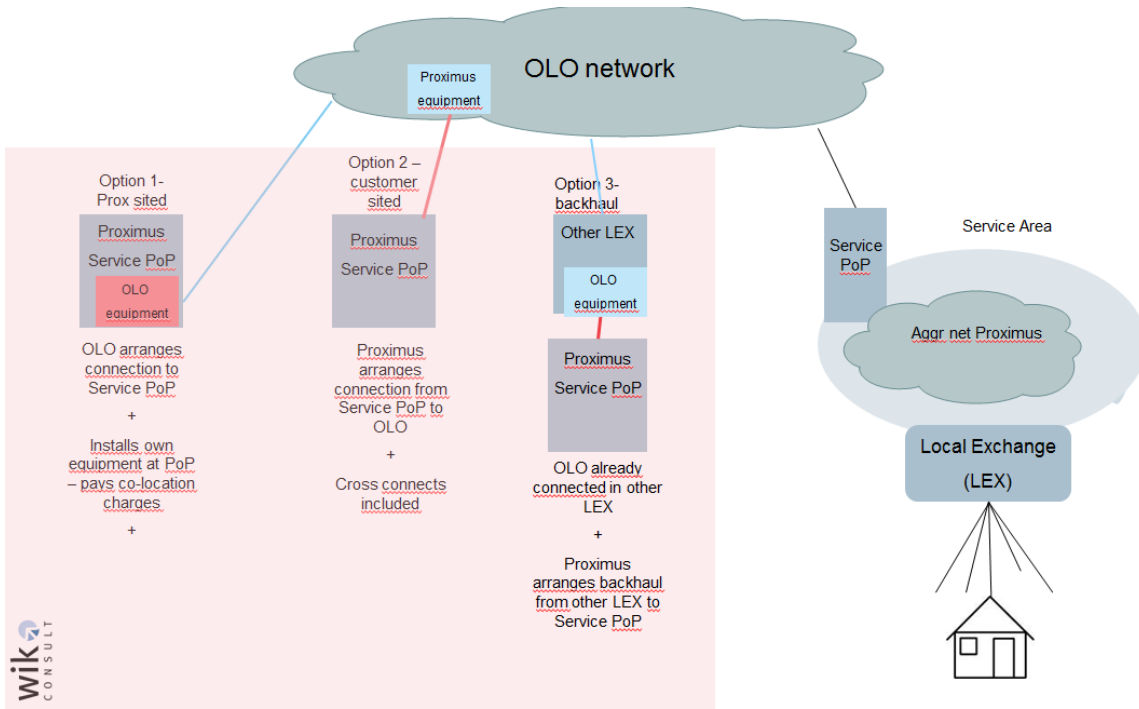 OLO network
Proximus
equipment
Option 1-
Prox sited
Proximus
Service PoP
OLO
equipment
OLO arranges
connection to
Service PoP
+
Installs own
equipment at PoP
– pays co-location
charges
+
Option 2 –
customer
sited
Proximus
Service PoP
Proximus
arranges
connection from
Service PoP to
OLO
+
Cross connects
included
Option 3-
backhaul
Other LEX
OLO
equipment
Proximus
Service PoP
OLO already
connected in other
LEX
+
Proximus
arranges backhaul
from other LEX to
Service PoP
Service
PoP
Service Area
Aggr net Proximus
Local Exchange
(LEX)
wik
CONSULT